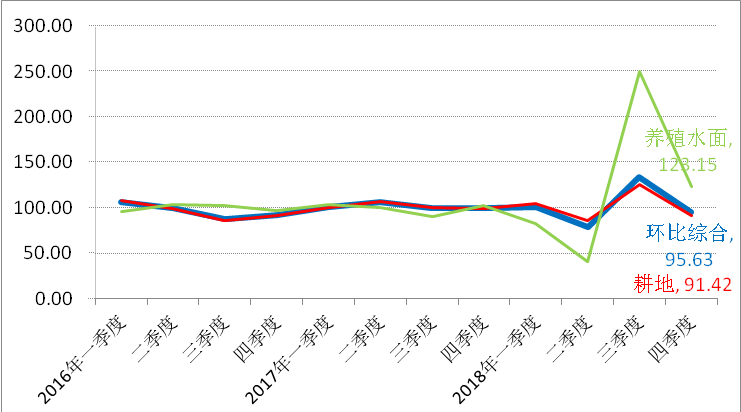 300.00
250.00
200.00
150.00
100.00
50.00
0.00
养殖水面,
123.15
环比综合,
95.63
耕地, 91.42
2016年一季度
二季度
三季度
四季度
2017年一季度
二季度
三季度
四季度
2018年一季度
二季度
三季度
四季度